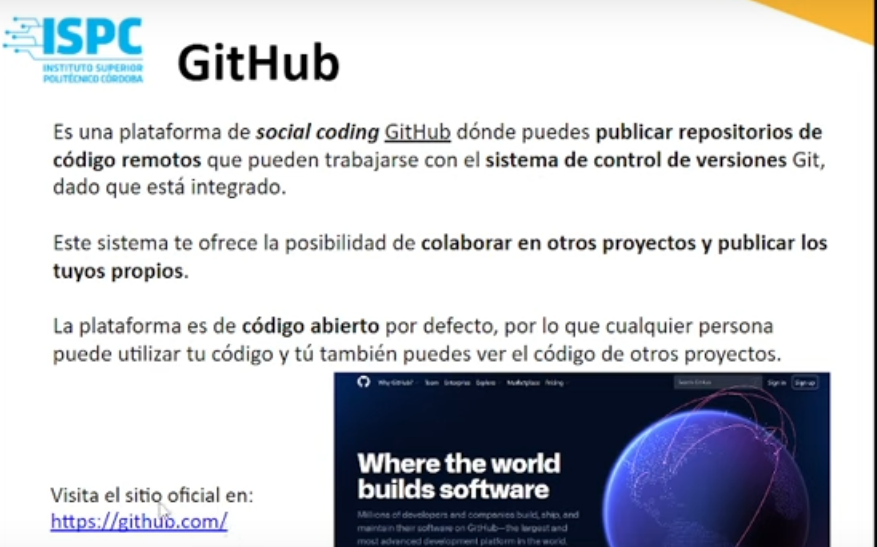 ISPC
INSTITUTO SUPERIOR
POLITÉCNICO CÓRDOBA
GitHub
Es una plataforma de social coding GitHub dónde puedes publicar repositorios de
código remotos que pueden trabajarse con el sistema de control de versiones Git,
dado que está integrado.
Este sistema te ofrece la posibilidad de colaborar en otros proyectos y publicar los
tuyos propios.
La plataforma es de código abierto por defecto, por lo que cualquier persona
puede utilizar tu código y tú también puedes ver el código de otros proyectos.
Why GitHub? Team Enterprise Explore Marketplace Pricing Search GitHub Sign in Sign up
Where the world
builds software
Millions of developers and companies build, ship, and
maintain their software on GitHub—the largest and
most advanced development platform in the world.
Visita el sitio oficial en:
https://github.com/